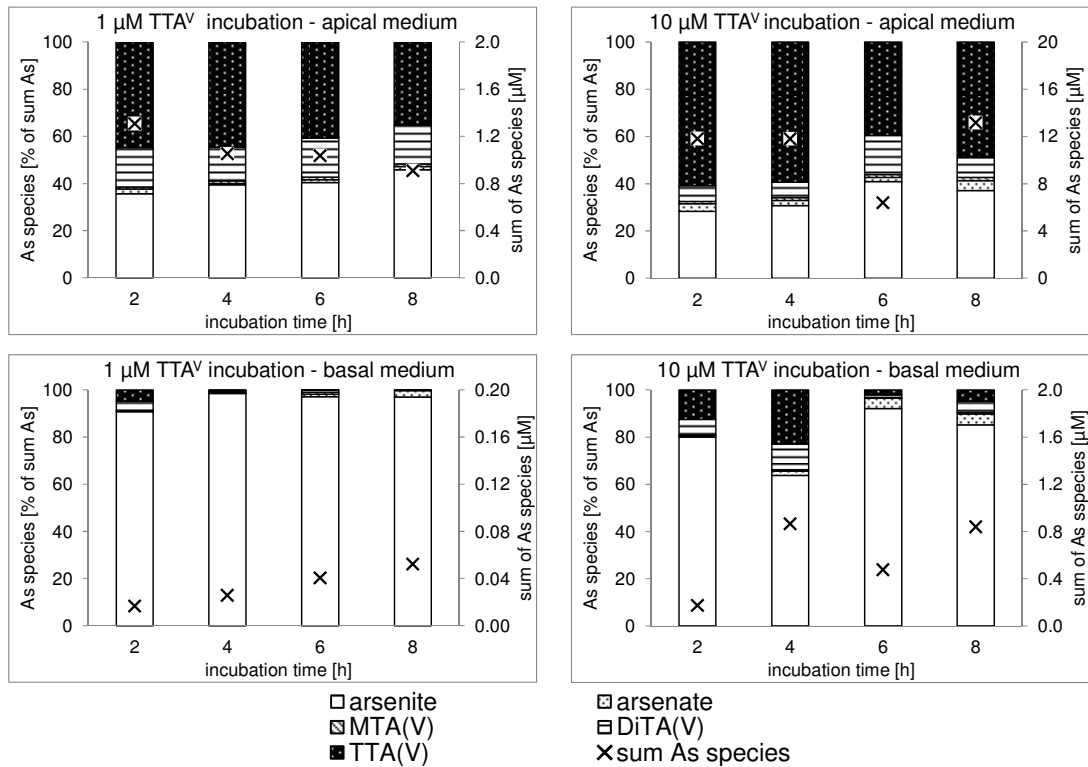 1 µM TTAV incubation - apical medium
As species [% of sum As]
100
80
60
40
20
0
2.0
1.6
1.2
0.8
0.4
0.0
sum of As species [µM]
2 4 6 8
incubation time [h]
10 µM TTAV incubation - apical medium
As species [% of sum As]
100
80
60
40
20
0
20
16
12
8
4
0
sum of As species [µM]
2 4 6 8
incubation time [h]
1 µM TTAV incubation - basal medium
As species [% of sum As]
100
80
60
40
20
0
0.20
0.16
0.12
0.08
0.04
0.00
sum of As species [µM]
2 4 6 8
incubation time [h]
10 µM TTAV incubation - basal medium
As species [% of sum As]
100
80
60
40
20
0
2.0
1.6
1.2
0.8
0.4
0.0
sum of As sspecies [µM]
2 4 6 8
incubation time [h]
arsenite arsenate
MTA(V) DiTA(V)
TTA(V) sum As species